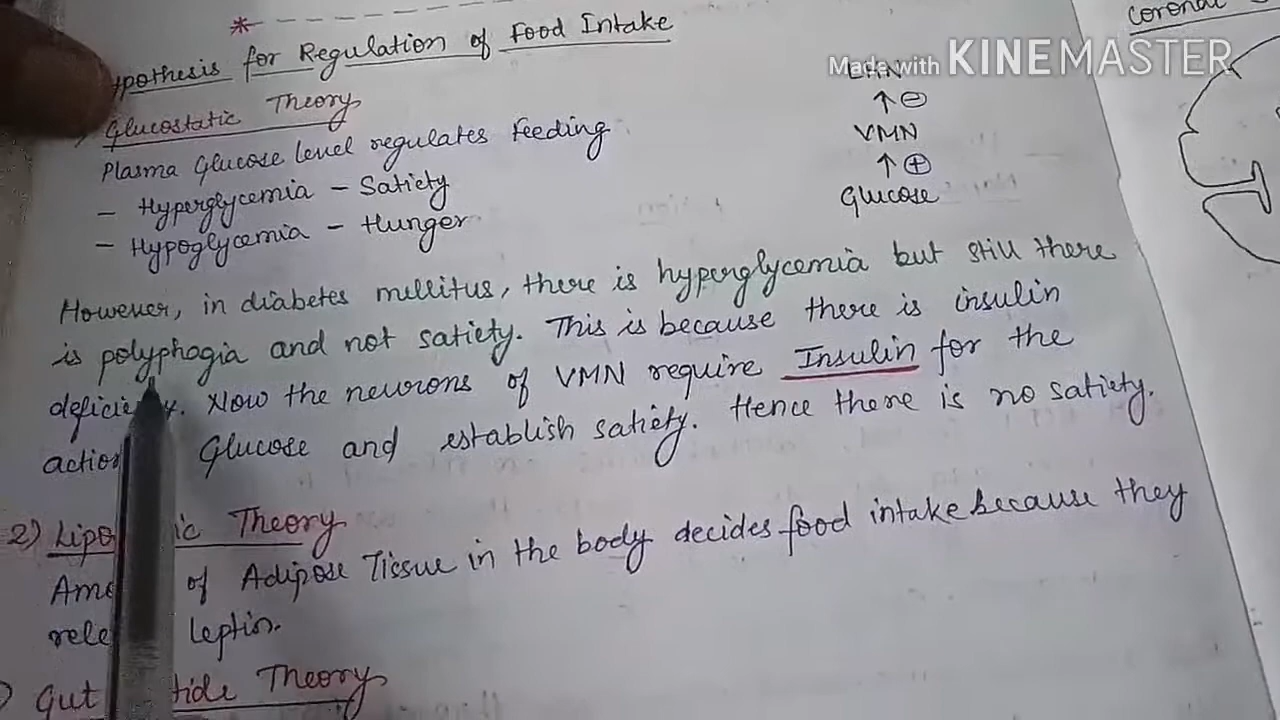 Hypothesis for Regulation of Food Intake
Glucostatic Theory
Plasma Glucose level regulates feeding
- Hyperglycemia - Satiety
- Hypoglycemia - Hunger
Made with KINEMASTER
↑ ⊖
VMN
↑ ⊕
Glucose
However, in diabetes mellitus, there is hyperglycemia but still there
is polyphagia and not satiety. This is because there is insulin
deficiency. Now the neurons of VMN require Insulin for the
action Glucose and establish satiety. Hence there is no satiety.
2) Theory
of Adipose Tissue in the body decides food intake because they
leptin.
Gut Theory
Coronal